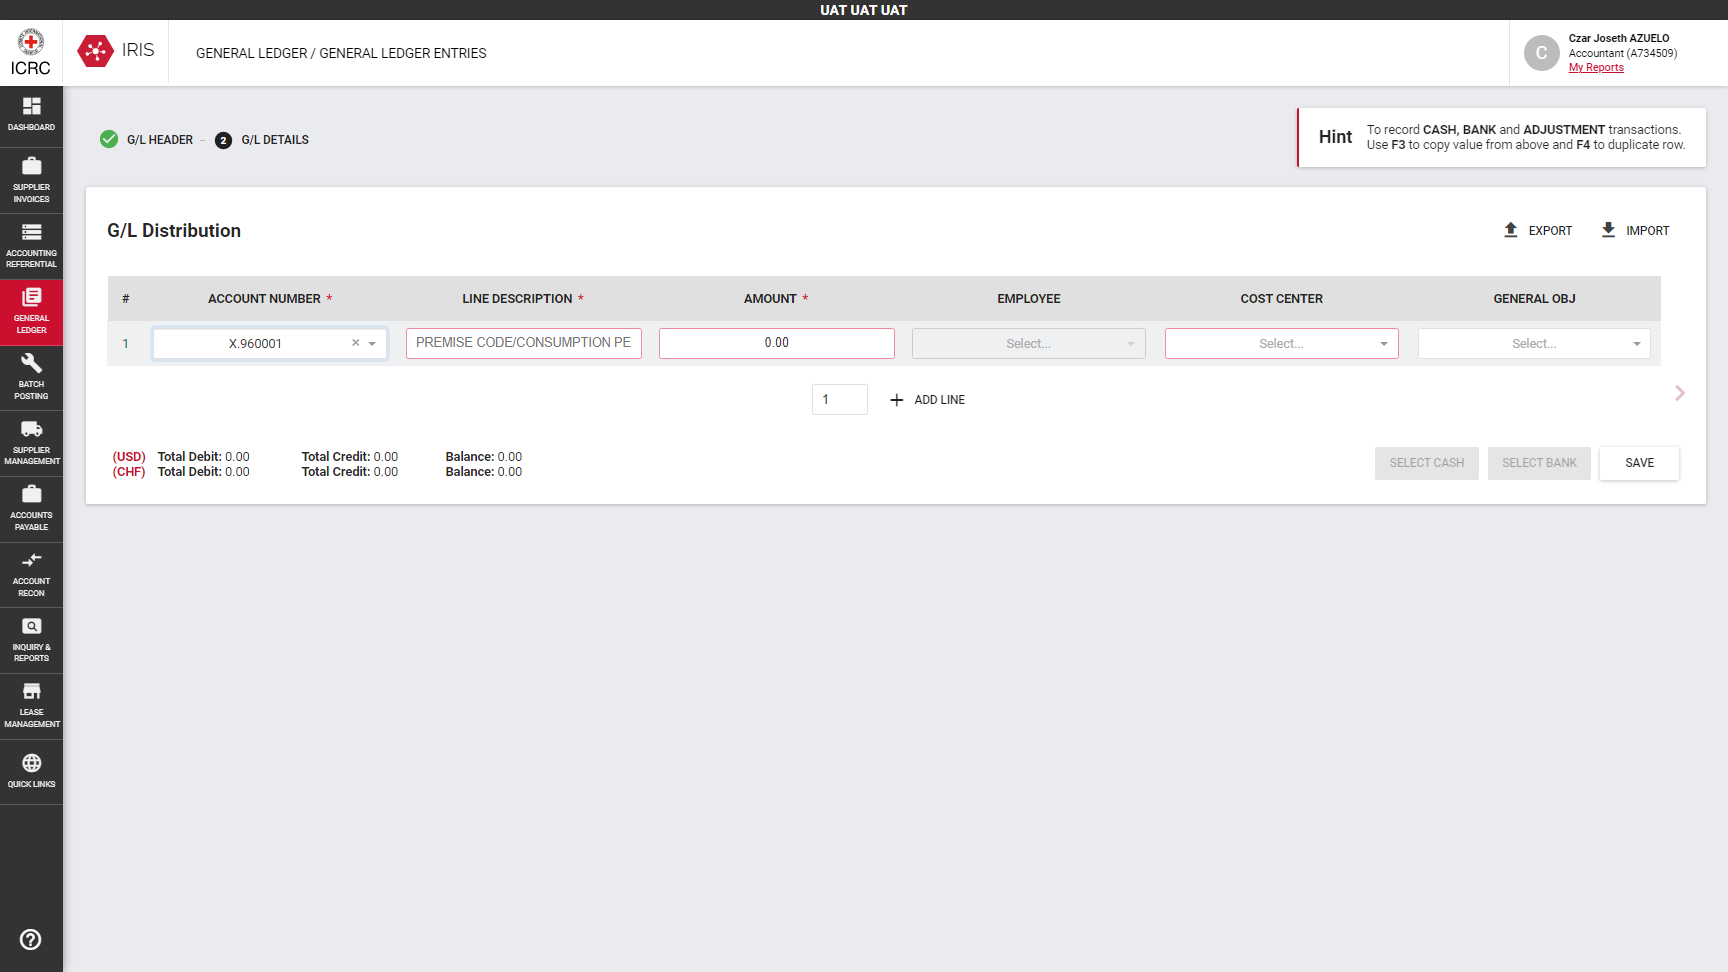 UAT UAT UAT
ICRC
IRIS
GENERAL LEDGER / GENERAL LEDGER ENTRIES
C
Czar Joseth AZUELO
Accountant (A734509)
My Reports
DASHBOARD
SUPPLIER
INVOICES
ACCOUNTING
REFERENTIAL
GENERAL
LEDGER
BATCH
POSTING
SUPPLIER
MANAGEMENT
ACCOUNTS
PAYABLE
ACCOUNT
RECON
INQUIRY &
REPORTS
LEASE
MANAGEMENT
QUICK LINKS
G/L HEADER – 2 G/L DETAILS
Hint
To record CASH, BANK and ADJUSTMENT transactions.
Use F3 to copy value from above and F4 to duplicate row.
G/L Distribution
EXPORT IMPORT
# ACCOUNT NUMBER * LINE DESCRIPTION * AMOUNT * EMPLOYEE COST CENTER GENERAL OBJ
1 X.960001 × PREMISE CODE/CONSUMPTION PE 0.00 Select... Select... Select...
1 + ADD LINE
(USD) Total Debit: 0.00 Total Credit: 0.00 Balance: 0.00
(CHF) Total Debit: 0.00 Total Credit: 0.00 Balance: 0.00
SELECT CASH SELECT BANK SAVE